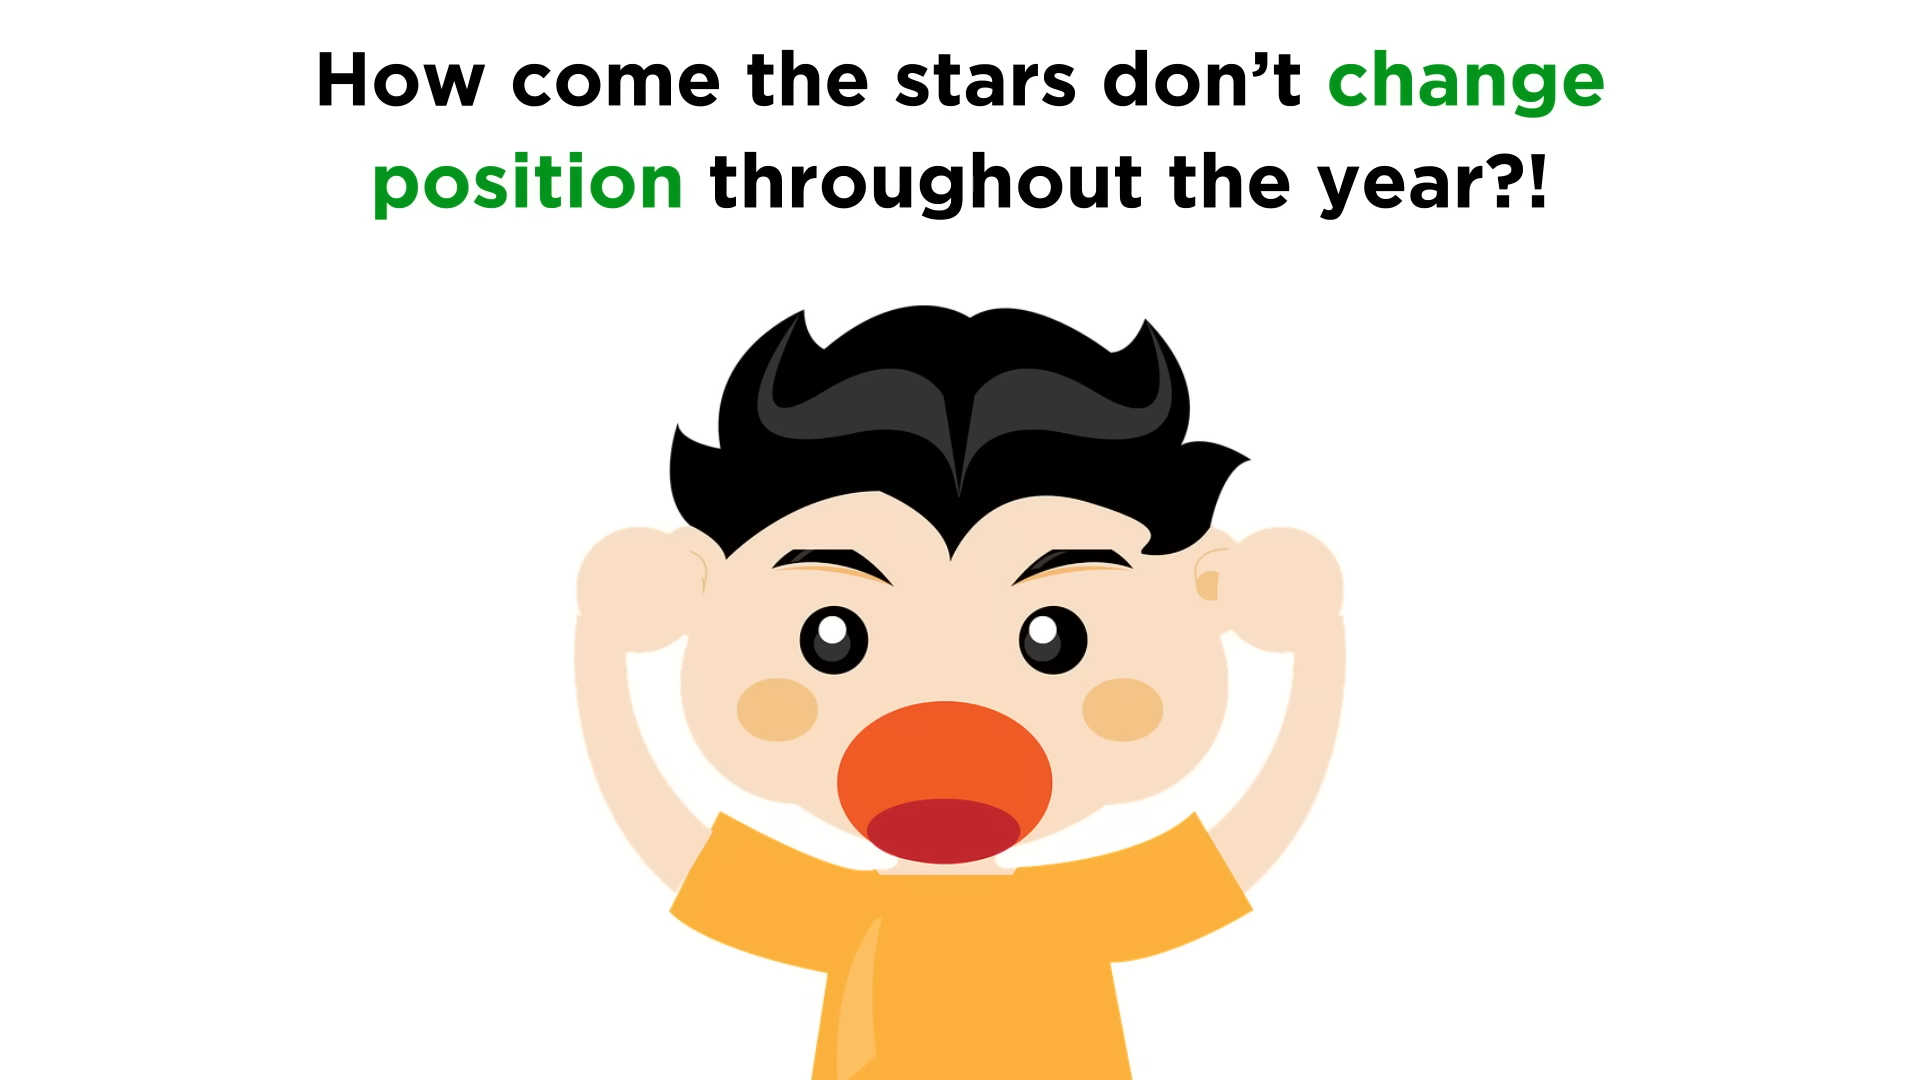 How come the stars don’t change
position throughout the year?!